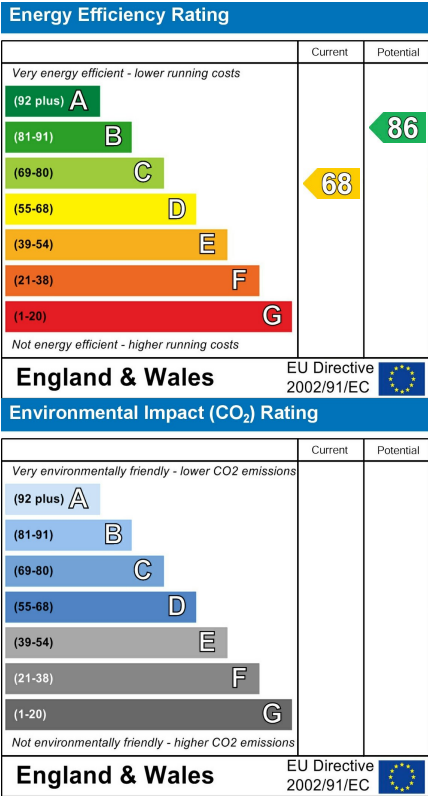 Energy Efficiency Rating
Current Potential
Very energy efficient - lower running costs
(92 plus) A
(81-91) B
86
(69-80) C
68
(55-68) D
(39-54) E
(21-38) F
(1-20) G
Not energy efficient - higher running costs
England & Wales
EU Directive
2002/91/EC
Environmental Impact (CO₂) Rating
Current Potential
Very environmentally friendly - lower CO2 emissions
(92 plus) A
(81-91) B
(69-80) C
(55-68) D
(39-54) E
(21-38) F
(1-20) G
Not environmentally friendly - higher CO2 emissions
England & Wales
EU Directive
2002/91/EC